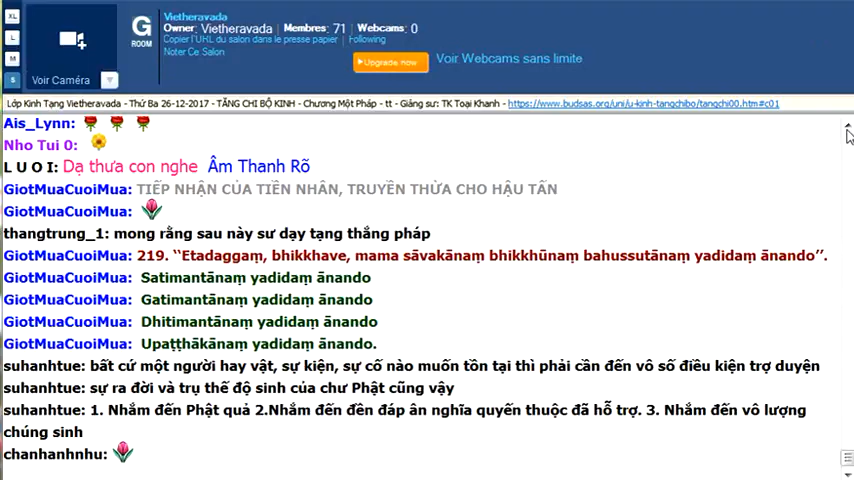 XL
L
M
S
Voir Caméra
G
ROOM
Vietheravada
Owner: Vietheravada Membres: 71 Webcams: 0
Copier l'URL du salon dans le presse papier | Following
Noter Ce Salon
Upgrade now
Voir Webcams sans limite
Lớp Kinh Tạng Vietheravada - Thứ Ba 26-12-2017 - TĂNG CHI BỘ KINH - Chương Một Pháp - tt - Giảng sư: TK Toại Khanh - https://www.budsas.org/uni/u-kinh-tangchibo/tangchi00.htm#c01
Ais_Lynn:
Nho Tui 0:
L U O I: Dạ thưa con nghe Âm Thanh Rõ
GiotMuaCuoiMua: TIẾP NHẬN CỦA TIỀN NHÂN, TRUYỀN THỪA CHO HẬU TẤN
GiotMuaCuoiMua:
thangtrung_1: mong rằng sau này sư dạy tạng thắng pháp
GiotMuaCuoiMua: 219. ‘‘Etadaggaṃ, bhikkhave, mama sāvakānaṃ bhikkhūnaṃ bahussutānaṃ yadidaṃ ānando’’.
GiotMuaCuoiMua: Satimantānaṃ yadidaṃ ānando
GiotMuaCuoiMua: Gatimantānaṃ yadidaṃ ānando
GiotMuaCuoiMua: Dhitimantānaṃ yadidaṃ ānando
GiotMuaCuoiMua: Upaṭṭhākānaṃ yadidaṃ ānando.
suhanhtue: bất cứ một người hay vật, sự kiện, sự cố nào muốn tồn tại thì phải cần đến vô số điều kiện trợ duyện
suhanhtue: sự ra đời và trụ thế độ sinh của chư Phật cũng vậy
suhanhtue: 1. Nhắm đến Phật quả 2.Nhắm đến đền đáp ân nghĩa quyến thuộc đã hỗ trợ. 3. Nhắm đến vô lượng
chúng sinh
chanhanhnhu: